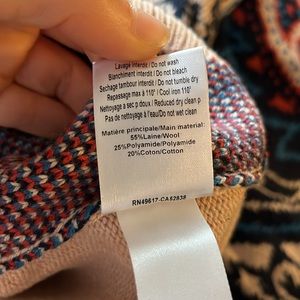 Lavage interdit / Do not wash
Blanchiment interdit / Do not bleach
Sechage tambour interdit / Do not tumble dry
Repassage max à 110° / Cool iron 110°
Nettoyage a sec p doux / Reduced dry clean p
Pas de nettoyage a l'eau/Do not wet clean
Matière principale/Main material:
55%Laine/Wool
25%Polyamide/Polyamide
20%Coton/Cotton
RN49617-CA52835